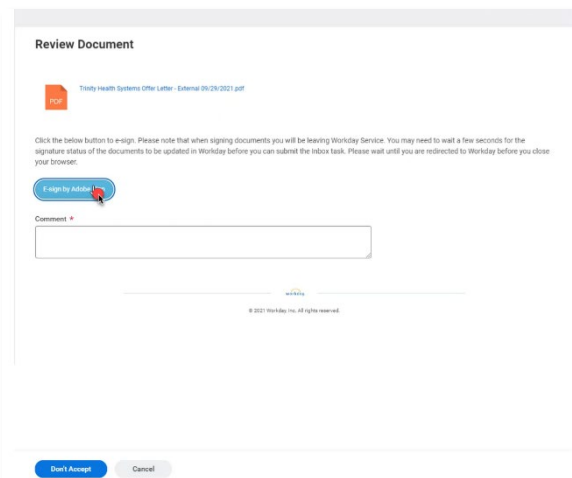 Review Document
PDF
Trinity Health Systems Offer Letter - External 09/29/2021.pdf
Click the below button to e-sign. Please note that when signing documents you will be leaving Workday Service. You may need to wait a few seconds for the
signature status of the documents to be updated in Workday before you can submit the Inbox task. Please wait until you are redirected to Workday before you close
your browser.
E-sign by Adobe
Comment *
workday
© 2021 Workday, Inc. All rights reserved.
Don't Accept
Cancel